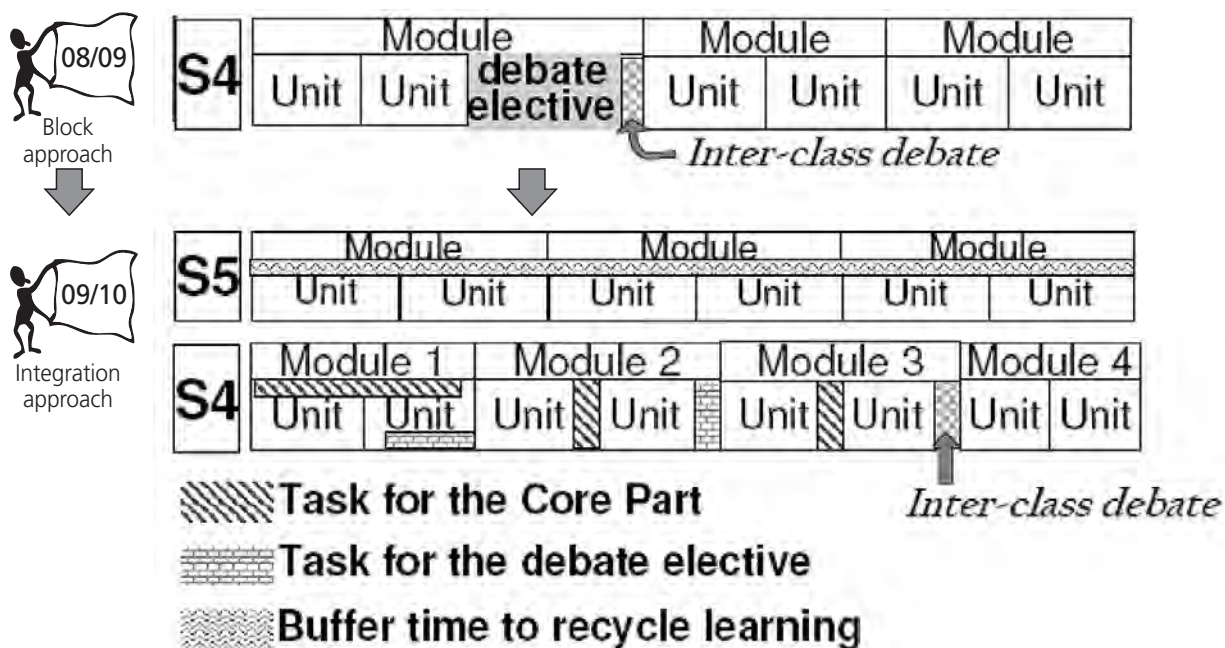 08/09
Block
approach
S4
Module Module Module
Unit Unit debate elective Unit Unit Unit Unit
Inter-class debate
09/10
Integration
approach
S5
Module Module Module
Unit Unit Unit Unit Unit Unit
S4
Module 1 Module 2 Module 3 Module 4
Unit Unit Unit Unit Unit Unit Unit Unit
Inter-class debate
Task for the Core Part
Task for the debate elective
Buffer time to recycle learning